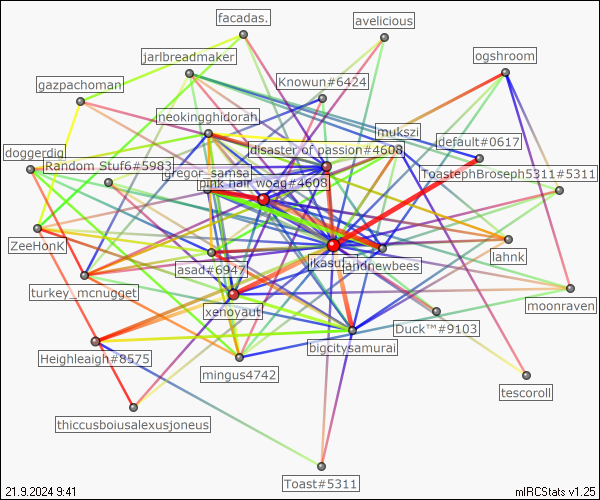 facadas.
avelicious
jarlbreadmaker
ogshroom
Knowun#6424
gazpachoman
neokingghidorah
mukszi
default#0617
disaster of passion#4608
doggerdig
Random Stuf6#5983
gregor_samsa
ToastephBroseph5311#5311
pink hair woag#4608
ZeeHonK
lahnk
asad#6947
andnewbees
turkey_mcnugget
xenoyaut
moonraven
Duck™#9103
bigcitysamurai
Heighleaigh#8575
mingus4742
tescoroll
thiccusboiusalexusjoneus
Toast#5311
21.9.2024 9:41
mIRCStats v1.25